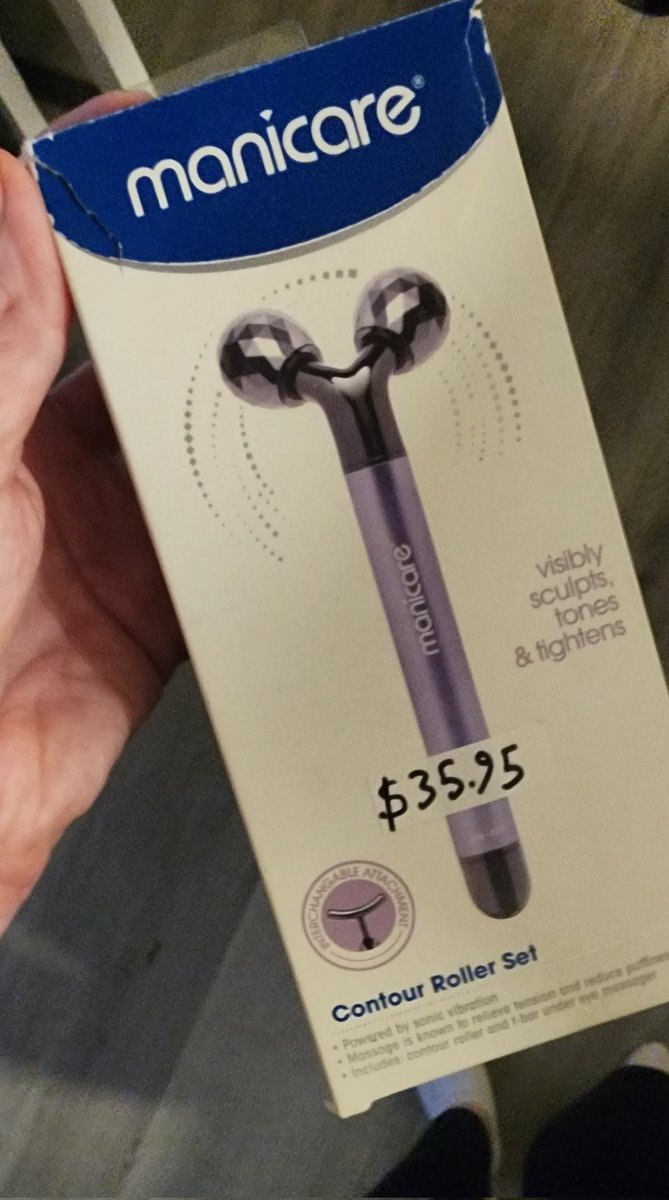 manicare®
manicare
visibly
sculpts,
tones
& tightens
$35.95
INTERCHANGABLE ATTACHMENT
Contour Roller Set
• Powered by sonic vibration
• Massage is known to relieve tension and reduce puffiness
• Includes: contour roller and t-bar under eye massager